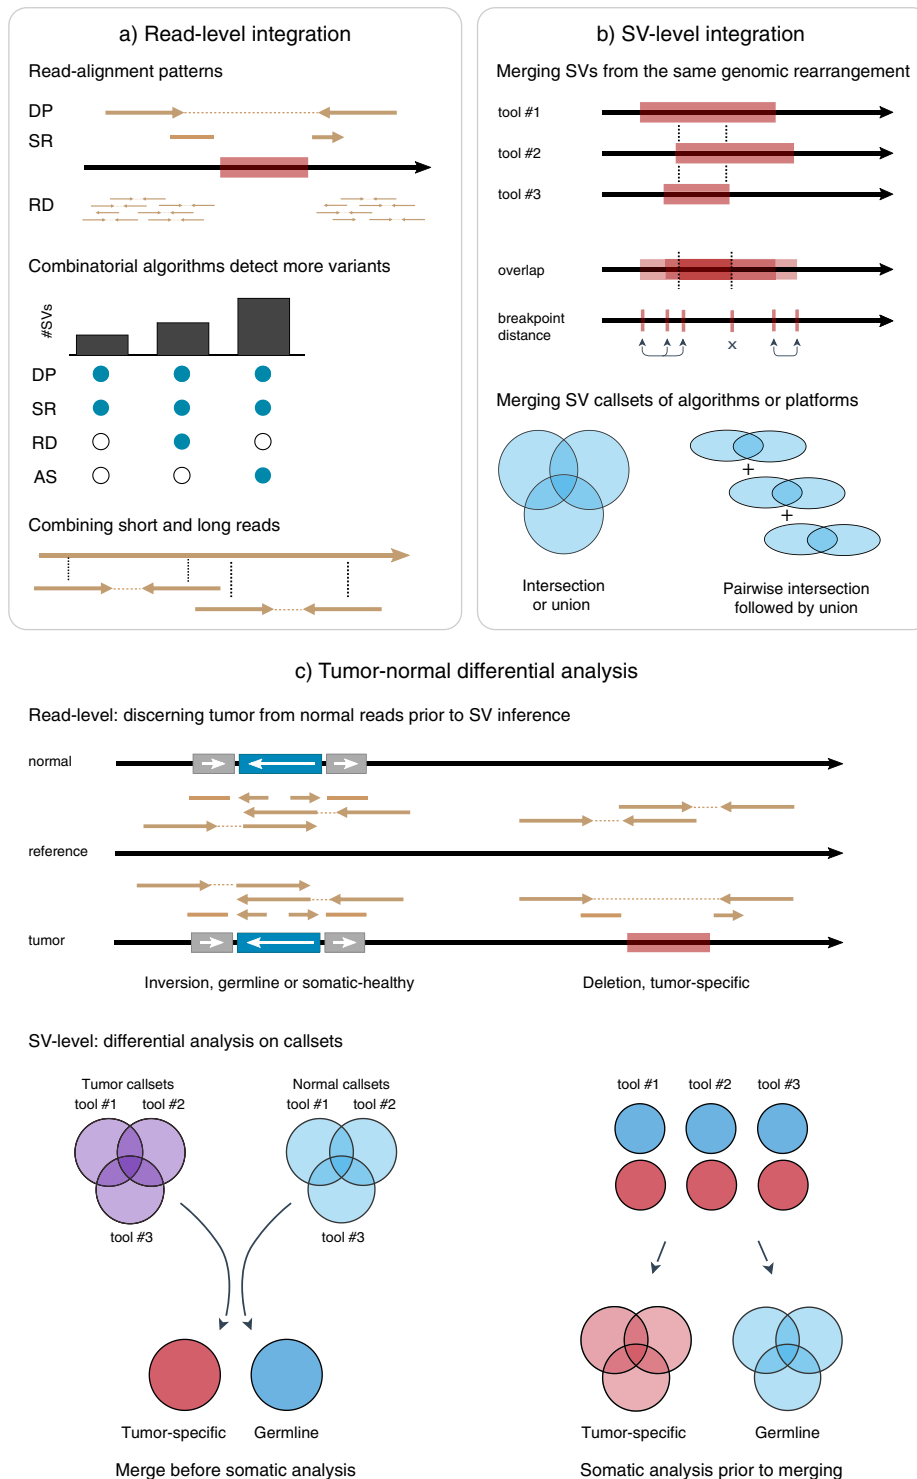 a) Read-level integration
Read-alignment patterns
DP
SR
RD
Combinatorial algorithms detect more variants
#SVs
DP
SR
RD
AS
Combining short and long reads
b) SV-level integration
Merging SVs from the same genomic rearrangement
tool #1
tool #2
tool #3
overlap
breakpoint
distance
x
Merging SV callsets of algorithms or platforms
+
+
Intersection
or union
Pairwise intersection
followed by union
c) Tumor-normal differential analysis
Read-level: discerning tumor from normal reads prior to SV inference
normal
reference
tumor
Inversion, germline or somatic-healthy
Deletion, tumor-specific
SV-level: differential analysis on callsets
Tumor callsets
tool #1 tool #2
tool #3
Normal callsets
tool #1 tool #2
tool #3
Tumor-specific
Germline
Merge before somatic analysis
tool #1 tool #2 tool #3
Tumor-specific
Germline
Somatic analysis prior to merging